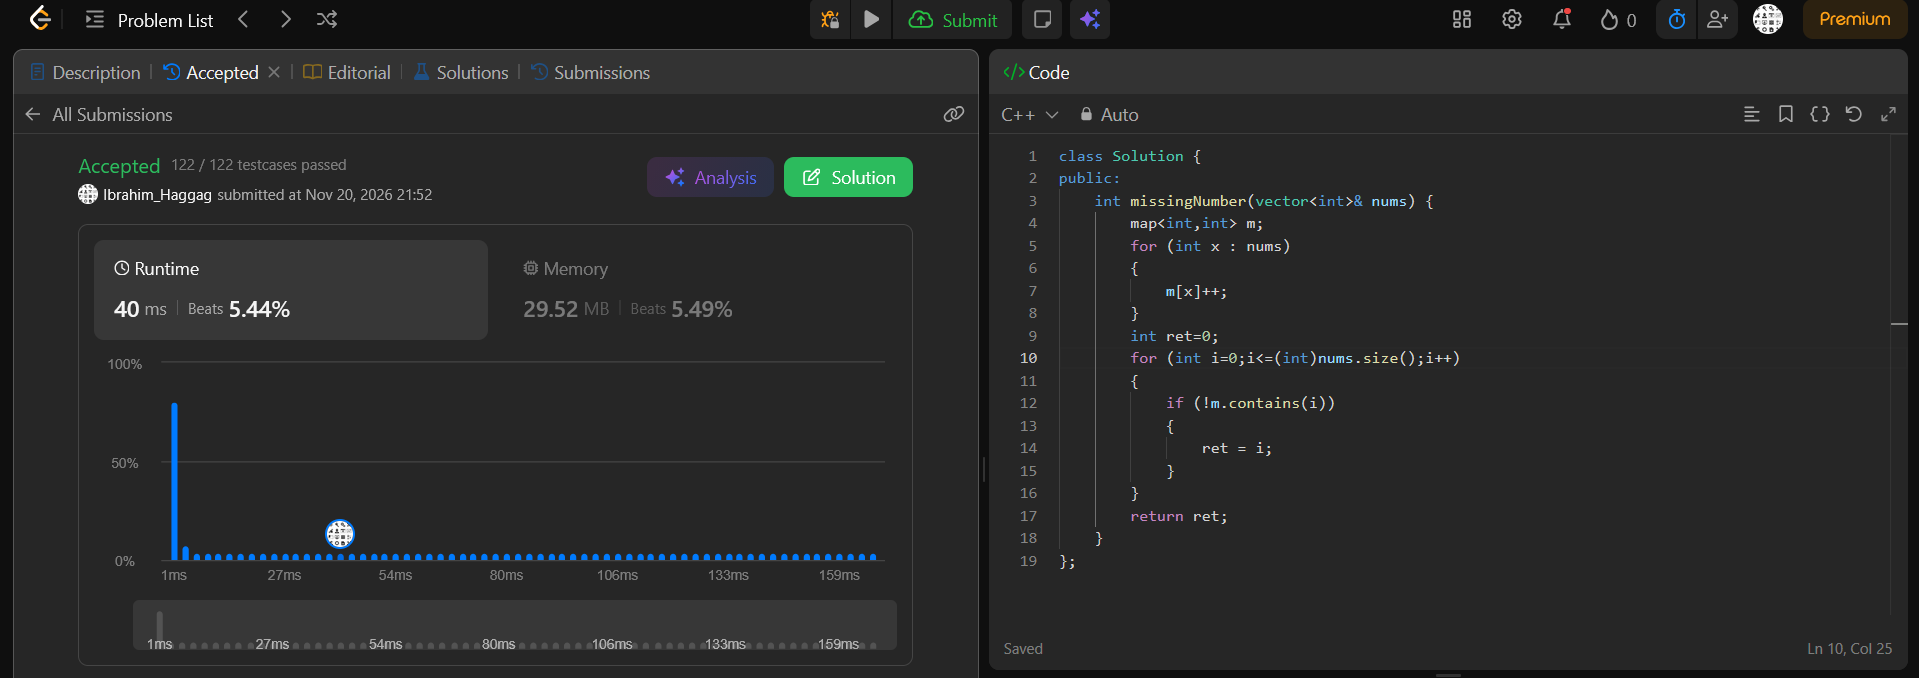 Problem List
Submit
0
Premium
Description
Accepted
Editorial
Solutions
Submissions
All Submissions
Accepted 122 / 122 testcases passed
Ibrahim_Haggag submitted at Nov 20, 2026 21:52
Analysis
Solution
Runtime
40 ms Beats 5.44%
Memory
29.52 MB Beats 5.49%
100%
50%
0%
1ms 27ms 54ms 80ms 106ms 133ms 159ms
1ms 27ms 54ms 80ms 106ms 133ms 159ms
</> Code
C++ Auto
1 class Solution {
2 public:
3     int missingNumber(vector<int>& nums) {
4         map<int,int> m;
5         for (int x : nums)
6         {
7             m[x]++;
8         }
9         int ret=0;
10         for (int i=0;i<=(int)nums.size();i++)
11         {
12             if (!m.contains(i))
13             {
14                 ret = i;
15             }
16         }
17         return ret;
18     }
19 };
Saved
Ln 10, Col 25